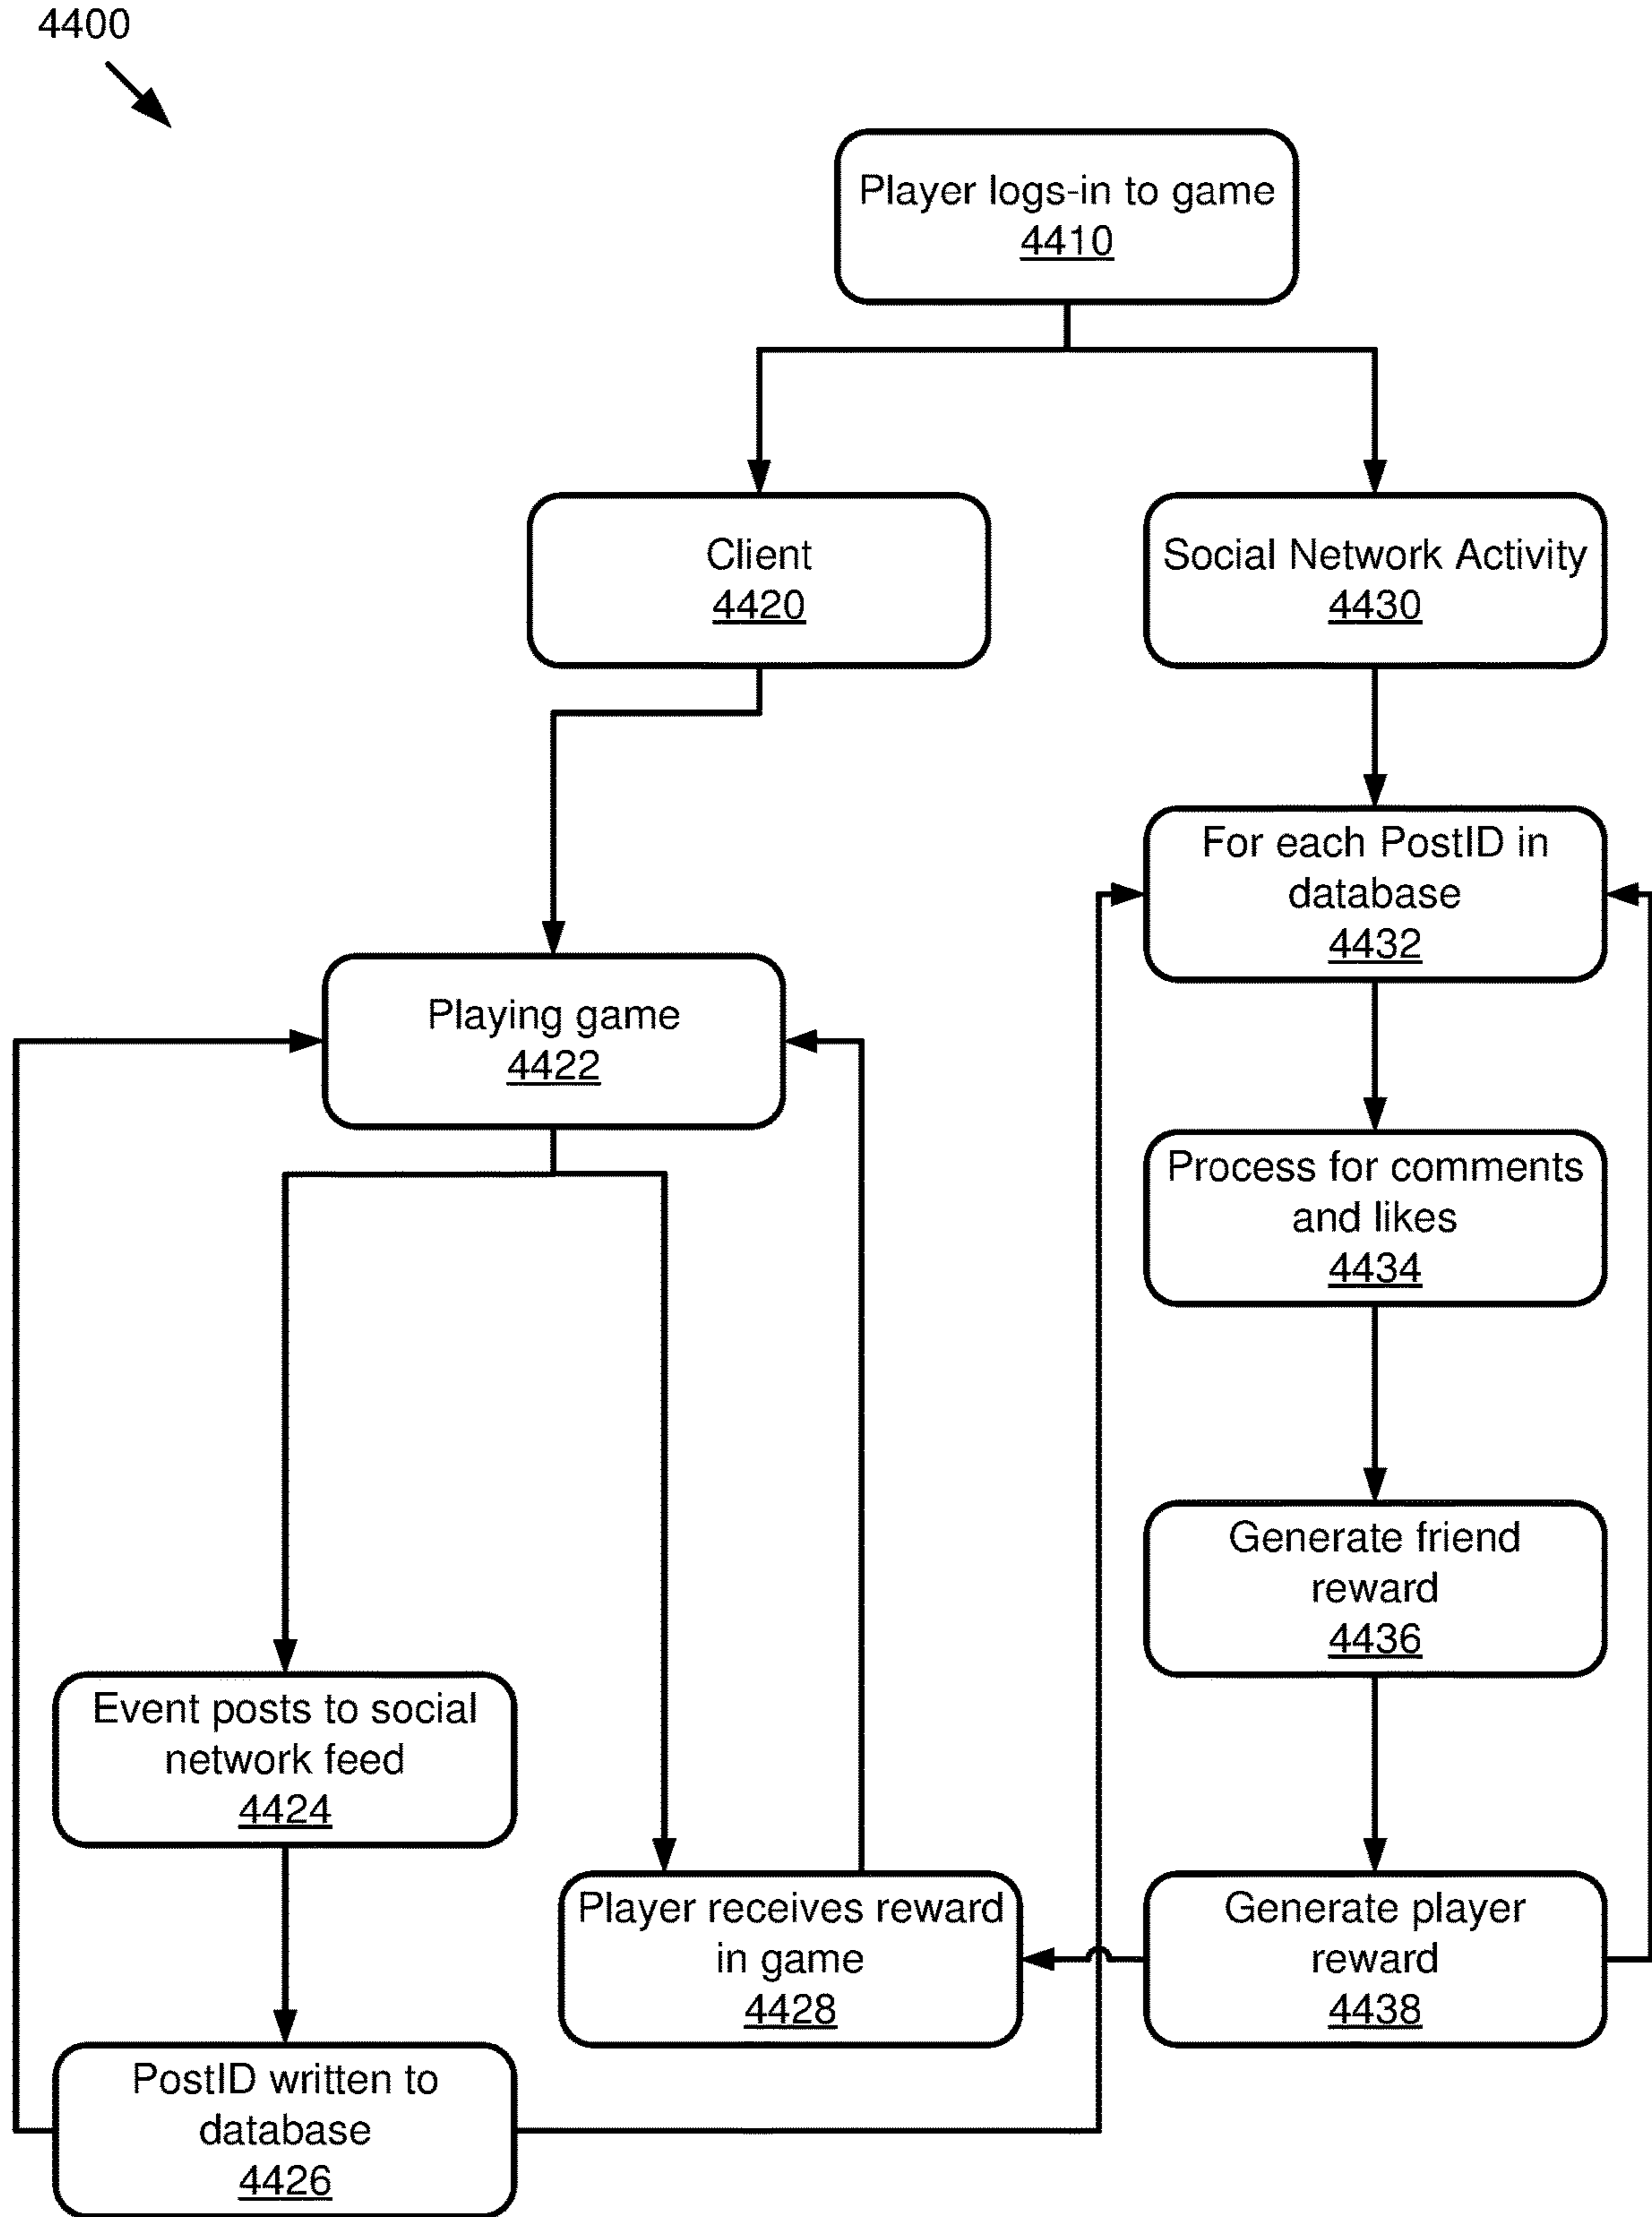 4400
Player logs-in to game
4410
Client
4420
Social Network Activity
4430
For each PostID in
database
4432
Playing game
4422
Process for comments
and likes
4434
Generate friend
reward
4436
Event posts to social
network feed
4424
Player receives reward
in game
4428
Generate player
reward
4438
PostID written to
database
4426